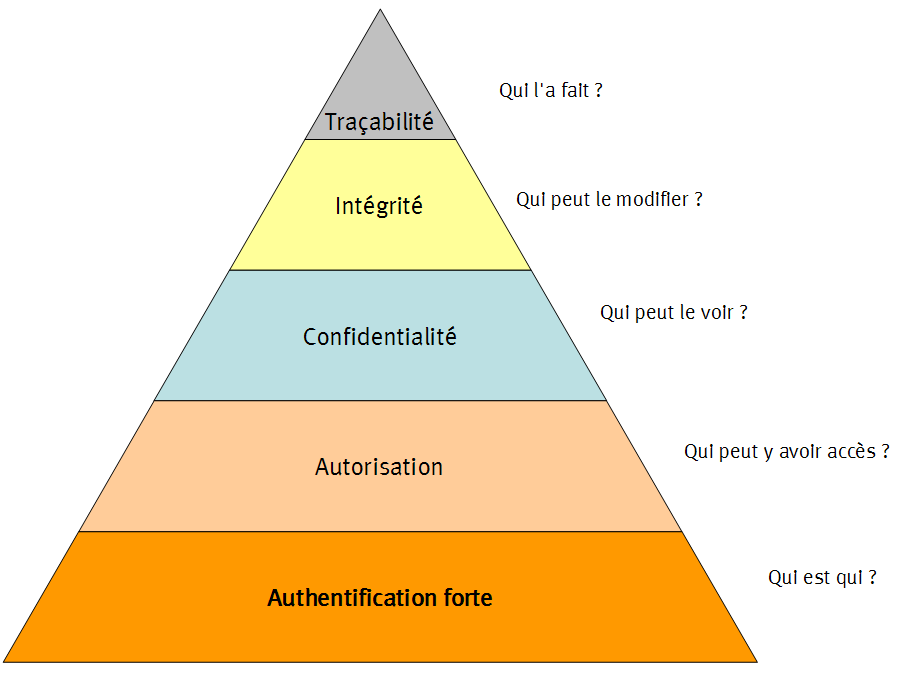 Qui l'a fait ?
Traçabilité
Qui peut le modifier ?
Intégrité
Qui peut le voir ?
Confidentialité
Qui peut y avoir accès ?
Autorisation
Qui est qui ?
Authentification forte